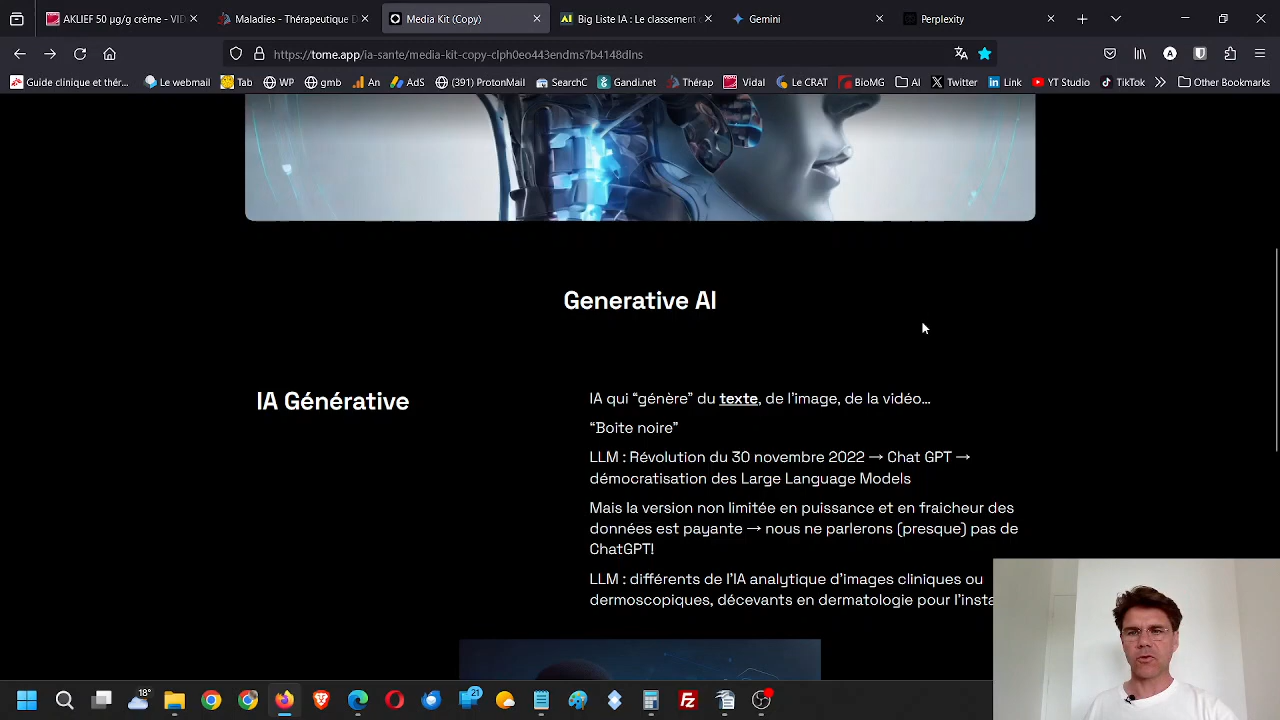 AKLIEF 50 µg/g crème - VID
Maladies - Thérapeutique D
Media Kit (Copy)
Big Liste IA : Le classement
Gemini
Perplexity
https://tome.app/ia-sante/media-kit-copy-clph0eo443endms7b4148dlns
Guide clinique et thér...
Le webmail
Tab
WP
gmb
An
AdS
(391) ProtonMail
SearchC
Gandi.net
Thérap
Vidal
Le CRAT
BioMG
AI
Twitter
Link
YT Studio
TikTok
Other Bookmarks
Generative AI
IA Générative
IA qui “génère” du texte, de l’image, de la vidéo...
“Boite noire”
LLM : Révolution du 30 novembre 2022 → Chat GPT →
démocratisation des Large Language Models
Mais la version non limitée en puissance et en fraicheur des
données est payante → nous ne parlerons (presque) pas de
ChatGPT!
LLM : différents de l’IA analytique d’images cliniques ou
dermoscopiques, décevants en dermatologie pour l’insta
18°
21